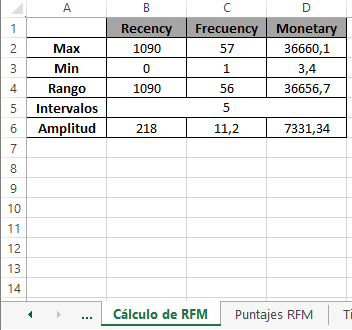 A B C D
1 Recency Frecuency Monetary
2 Max 1090 57 36660,1
3 Min 0 1 3,4
4 Rango 1090 56 36656,7
5 Intervalos 5
6 Amplitud 218 11,2 7331,34
7
8
9
10
11
12
13
14
... Cálculo de RFM Puntajes RFM